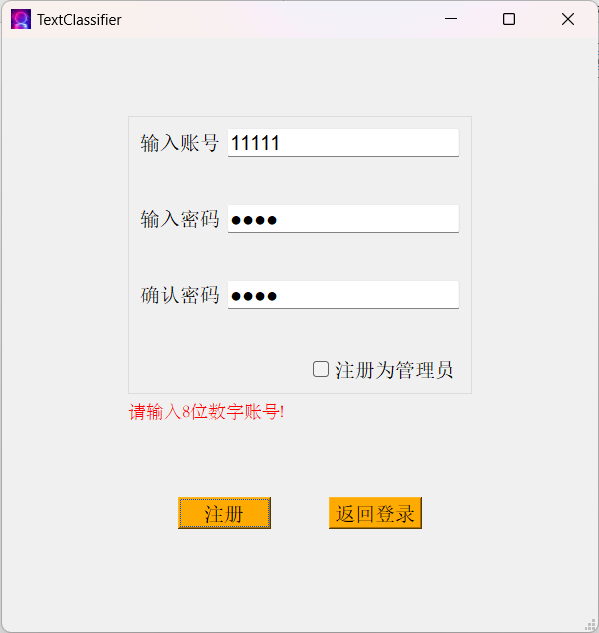 TextClassifier
输入账号 11111
输入密码 ●●●●
确认密码 ●●●●
注册为管理员
请输入8位数字账号!
注册 返回登录